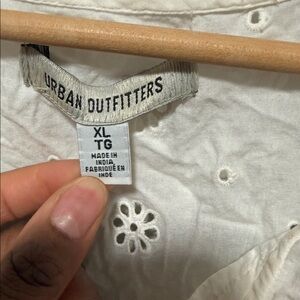 URBAN OUTFITTERS
XL
TG
MADE IN
INDIA,
FABRIQUÉ EN
INDE